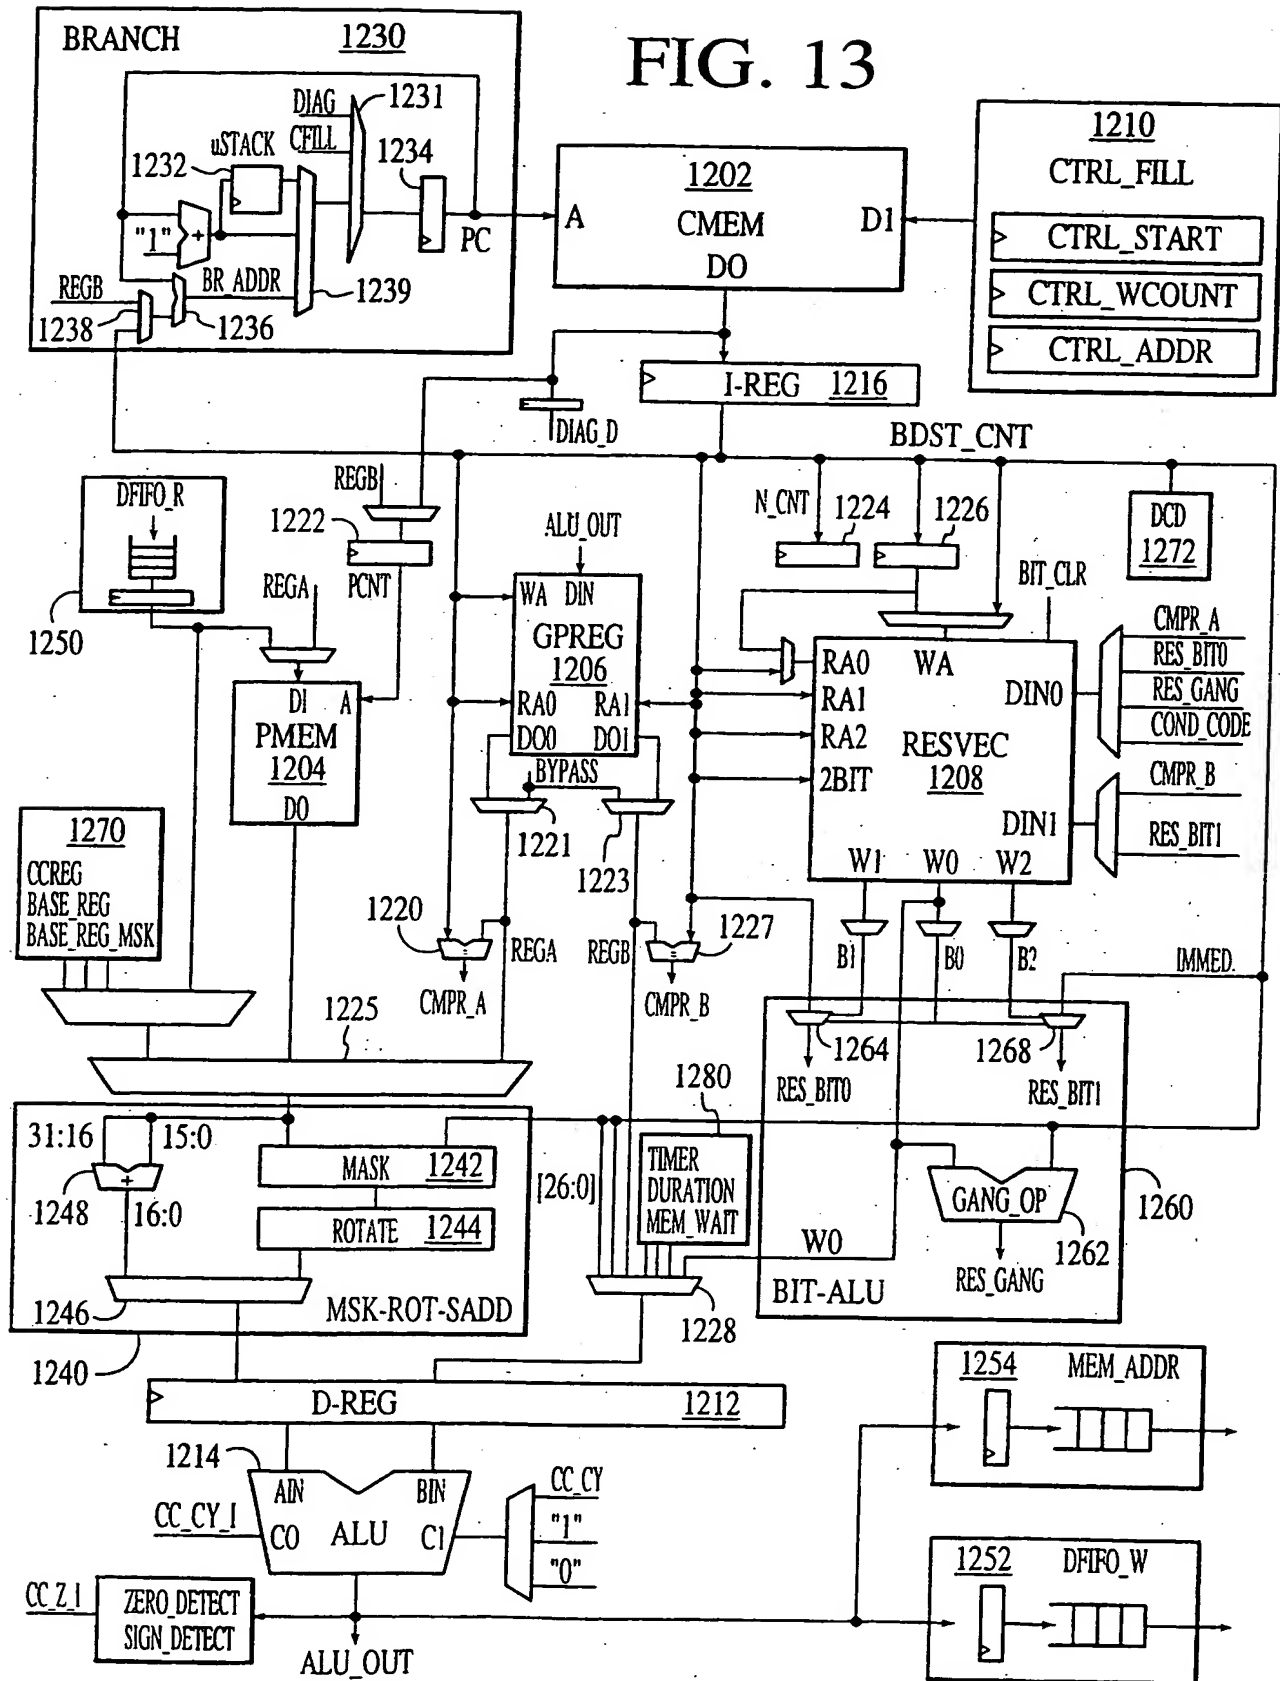 FIG. 13
BRANCH 1230
DIAG
1231
CFILL
uSTACK
1232
1234
"1"
+
PC
REGB
BR_ADDR
1239
1238
1236
1202
A
CMEM
D1
DO
1210
CTRL_FILL
CTRL_START
CTRL_WCOUNT
CTRL_ADDR
I-REG 1216
DIAG_D
BDST_CNT
DFIFO_R
REGB
1222
PCNT
REGA
1250
ALU_OUT
N_CNT
1224
1226
DCD
1272
BIT_CLR
WA DIN
GPREG
1206
RA0 RA1
DO0 DO1
DI A
PMEM
1204
DO
BYPASS
1221
1223
RA0 WA
RA1
DIN0
RA2
RESVEC
1208
2BIT
DIN1
W1 W0 W2
CMPR_A
RES_BIT0
RES_GANG
COND_CODE
CMPR_B
RES_BIT1
1270
CCREG
BASE_REG
BASE_REG_MSK
1220
REGA
REGB
1227
CMPR_A
CMPR_B
B1
B0
B2
IMMED.
1225
1264
1268
RES_BIT0
RES_BIT1
1280
31:16
15:0
MASK 1242
1248
+
16:0
ROTATE 1244
[26:0]
TIMER
DURATION
MEM_WAIT
GANG_OP
1260
1262
W0
RES_GANG
1246
MSK-ROT-SADD
1228
BIT-ALU
1240
D-REG 1212
1254
MEM_ADDR
1214
AIN BIN
CC_CY_I
C0 ALU C1
CC_CY
"1"
"0"
1252
DFIFO_W
CC_Z_I
ZERO_DETECT
SIGN_DETECT
ALU_OUT